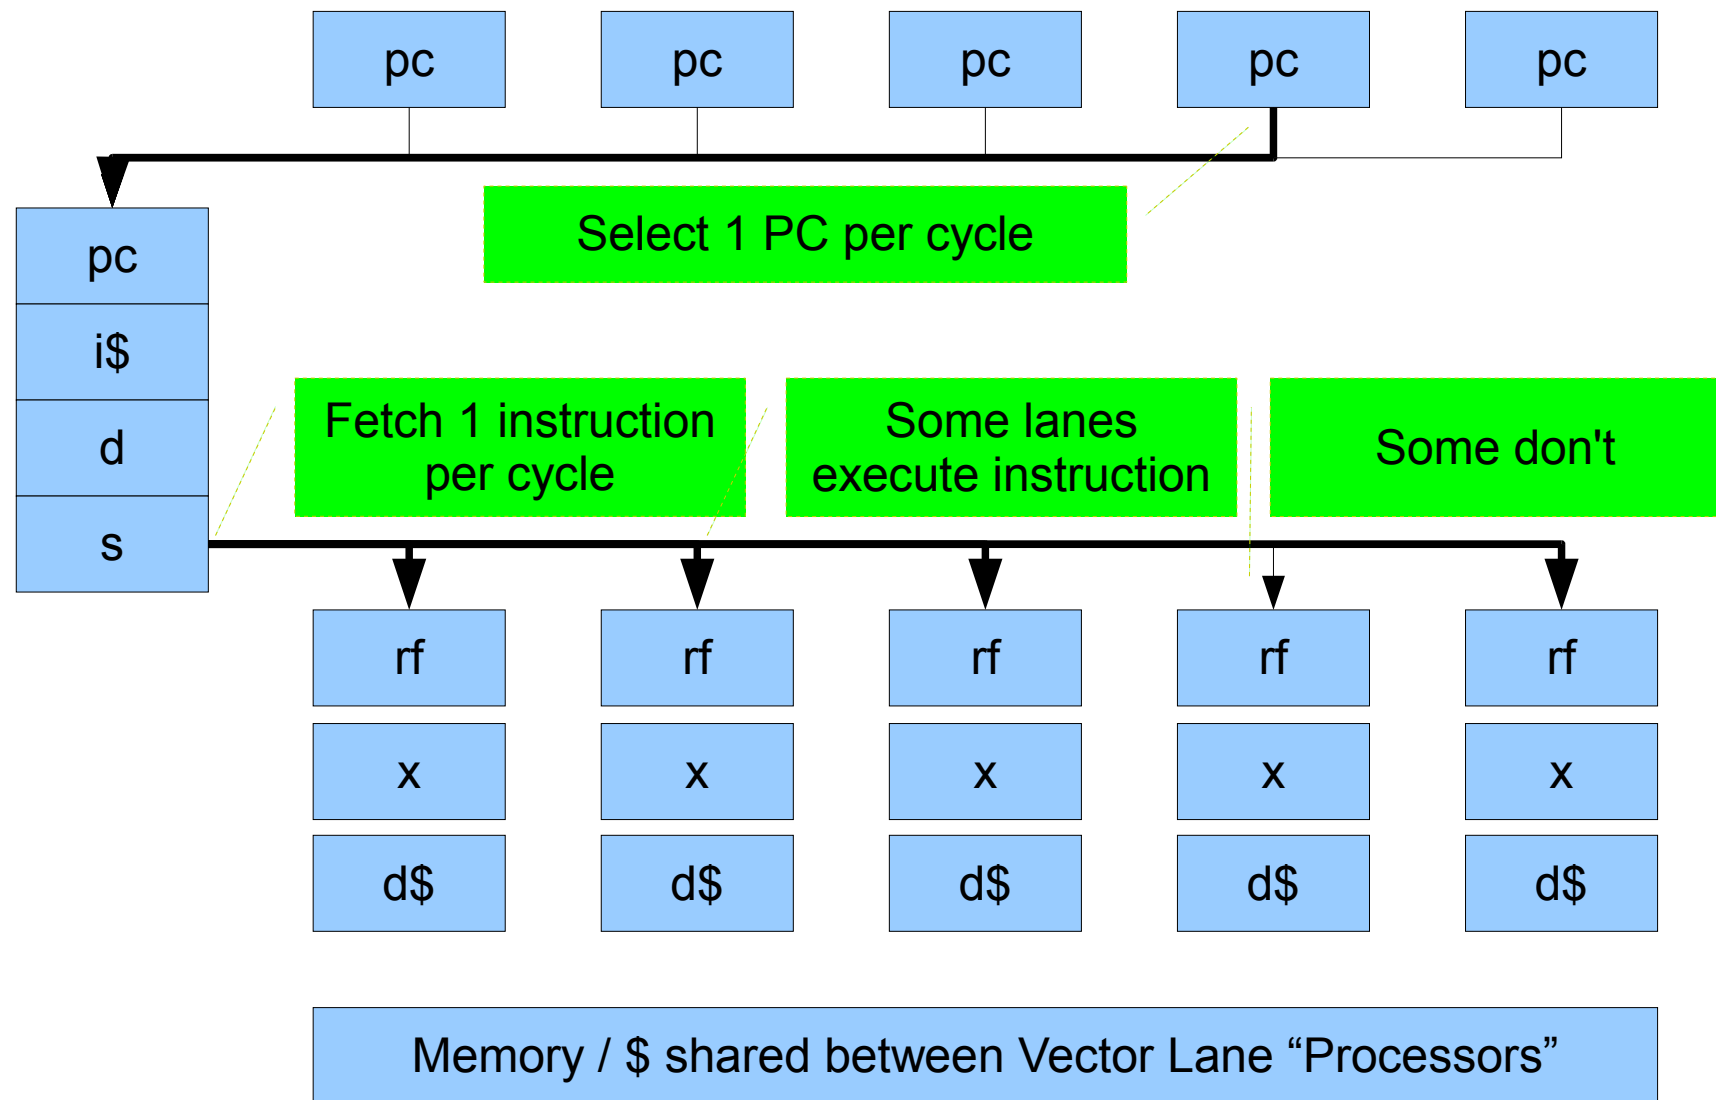 pc
pc
pc
pc
pc
Select 1 PC per cycle
pc
i$
d
s
Fetch 1 instruction
per cycle
Some lanes
execute instruction
Some don't
rf
rf
rf
rf
rf
x
x
x
x
x
d$
d$
d$
d$
d$
Memory / $ shared between Vector Lane “Processors”